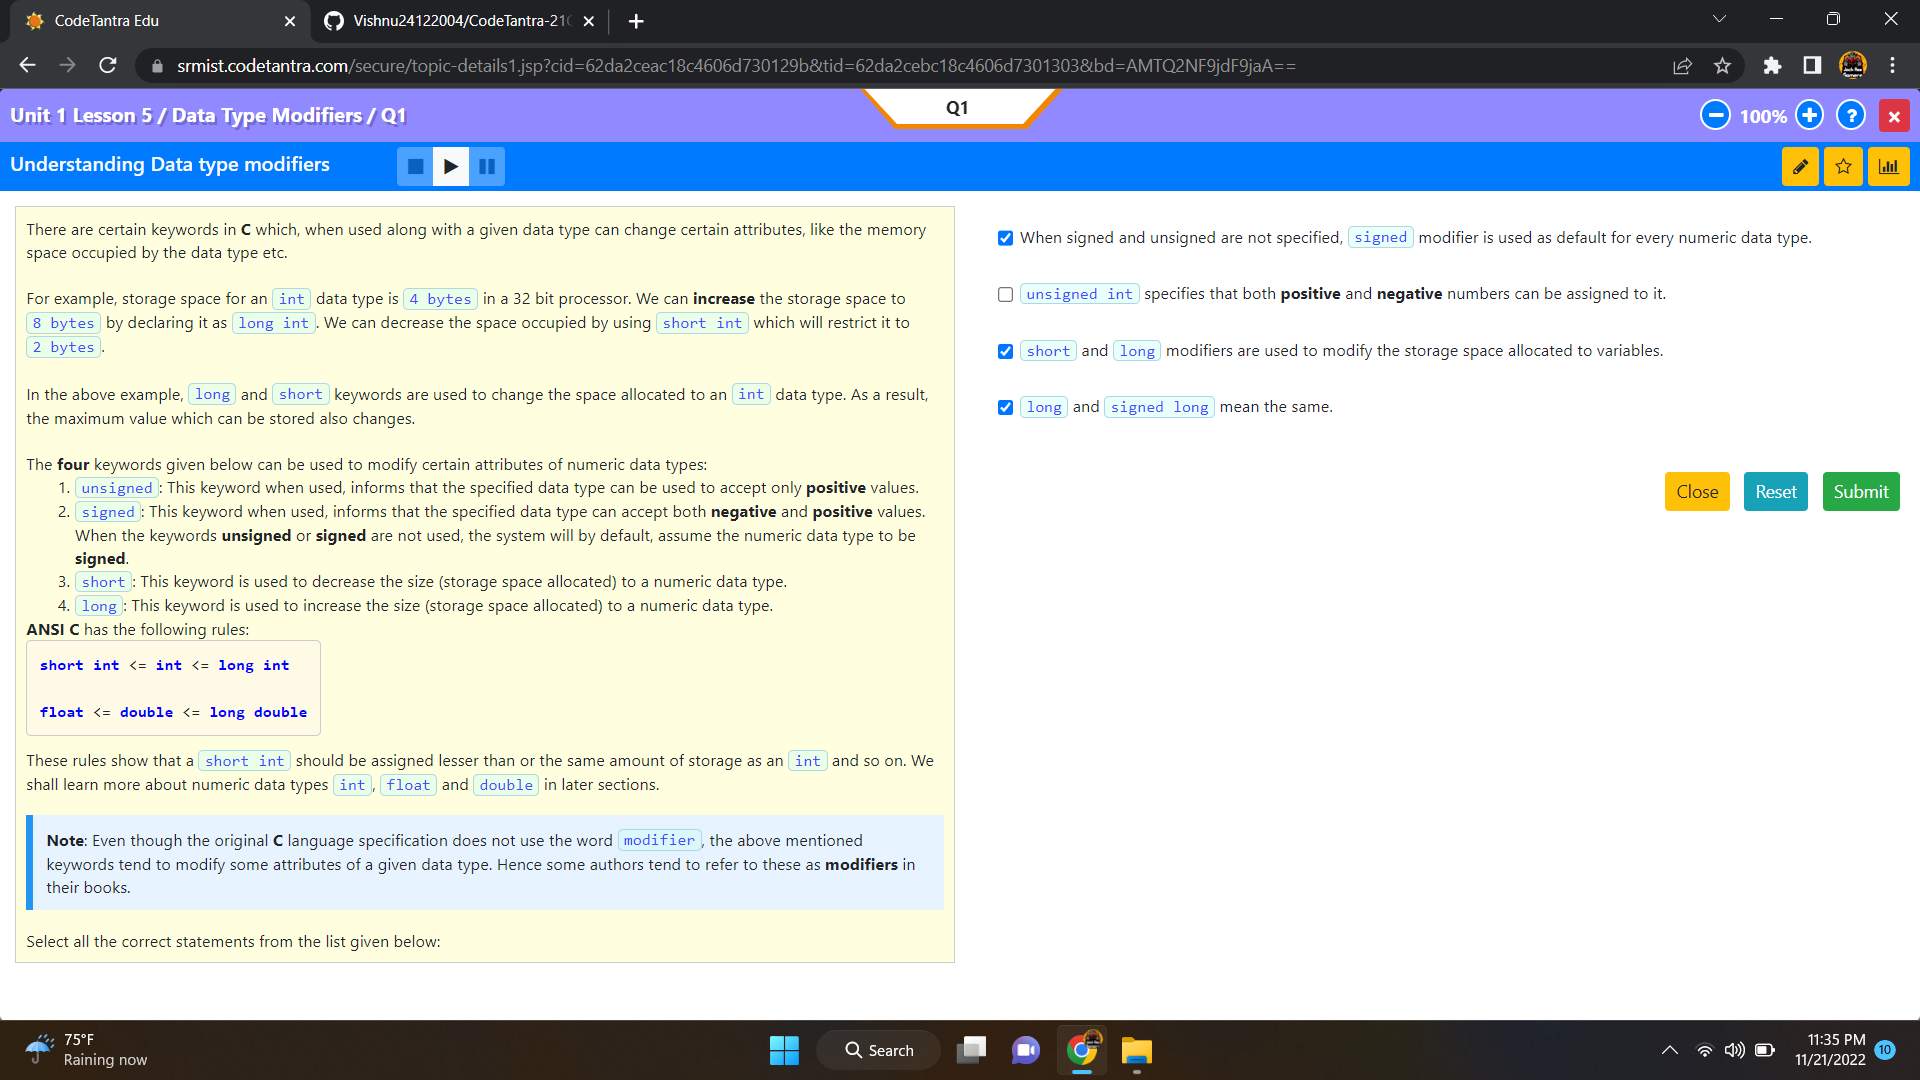 CodeTantra Edu
Vishnu24122004/CodeTantra-21
srmist.codetantra.com/secure/topic-details1.jsp?cid=62da2ceac18c4606d730129b&tid=62da2cebc18c4606d7301303&bd=AMTQ2NF9jdF9jaA==
Unit 1 Lesson 5 / Data Type Modifiers / Q1
Q1
100%
?
Understanding Data type modifiers
There are certain keywords in C which, when used along with a given data type can change certain attributes, like the memory
space occupied by the data type etc.
For example, storage space for an int data type is 4 bytes in a 32 bit processor. We can increase the storage space to
8 bytes by declaring it as long int. We can decrease the space occupied by using short int which will restrict it to
2 bytes.
In the above example, long and short keywords are used to change the space allocated to an int data type. As a result,
the maximum value which can be stored also changes.
The four keywords given below can be used to modify certain attributes of numeric data types:
1. unsigned: This keyword when used, informs that the specified data type can be used to accept only positive values.
2. signed: This keyword when used, informs that the specified data type can accept both negative and positive values.
When the keywords unsigned or signed are not used, the system will by default, assume the numeric data type to be
signed.
3. short: This keyword is used to decrease the size (storage space allocated) to a numeric data type.
4. long: This keyword is used to increase the size (storage space allocated) to a numeric data type.
ANSI C has the following rules:
short int <= int <= long int
float <= double <= long double
These rules show that a short int should be assigned lesser than or the same amount of storage as an int and so on. We
shall learn more about numeric data types int, float and double in later sections.
Note: Even though the original C language specification does not use the word modifier, the above mentioned
keywords tend to modify some attributes of a given data type. Hence some authors tend to refer to these as modifiers in
their books.
Select all the correct statements from the list given below:
When signed and unsigned are not specified, signed modifier is used as default for every numeric data type.
unsigned int specifies that both positive and negative numbers can be assigned to it.
short and long modifiers are used to modify the storage space allocated to variables.
long and signed long mean the same.
Close
Reset
Submit
75°F
Raining now
Search
11:35 PM
11/21/2022
10